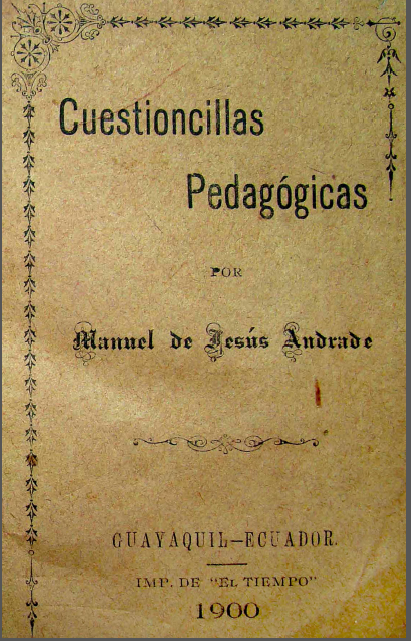 Cuestioncillas
Pedagógicas
POR
Manuel de Jesús Andrade
GUAYAQUIL—ECUADOR.
IMP. DE "EL TIEMPO"
1900